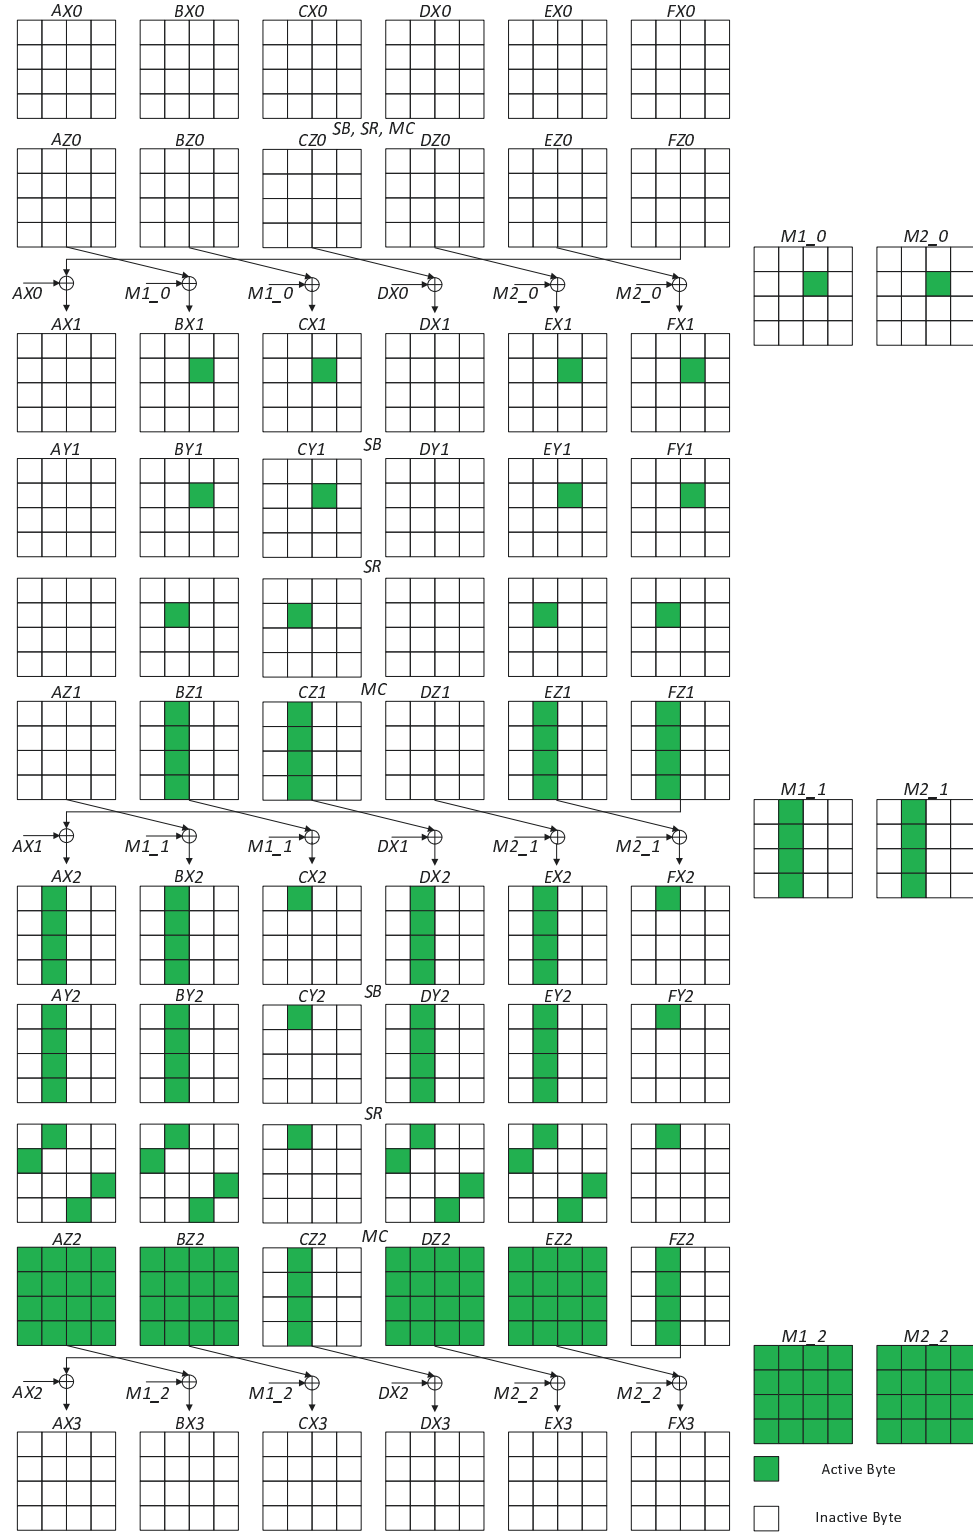 AX0 BX0 CX0 DX0 EX0 FX0
SB, SR, MC
AZ0 BZ0 CZ0 DZ0 EZ0 FZ0
M1_0 M2_0
AX0 M1_0 M1_0 DX0 M2_0 M2_0
AX1 BX1 CX1 DX1 EX1 FX1
SB
AY1 BY1 CY1 DY1 EY1 FY1
SR
MC
AZ1 BZ1 CZ1 DZ1 EZ1 FZ1
M1_1 M2_1
AX1 M1_1 M1_1 DX1 M2_1 M2_1
AX2 BX2 CX2 DX2 EX2 FX2
SB
AY2 BY2 CY2 DY2 EY2 FY2
SR
MC
AZ2 BZ2 CZ2 DZ2 EZ2 FZ2
M1_2 M2_2
AX2 M1_2 M1_2 DX2 M2_2 M2_2
AX3 BX3 CX3 DX3 EX3 FX3
Active Byte
Inactive Byte